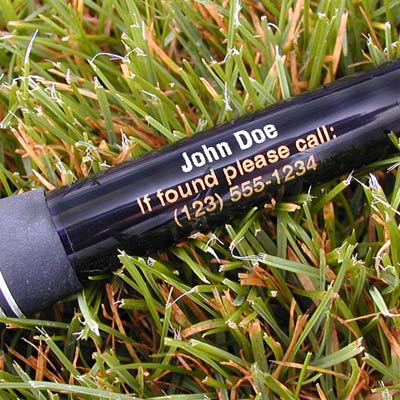 John Doe
If found please call:
(123) 555-1234